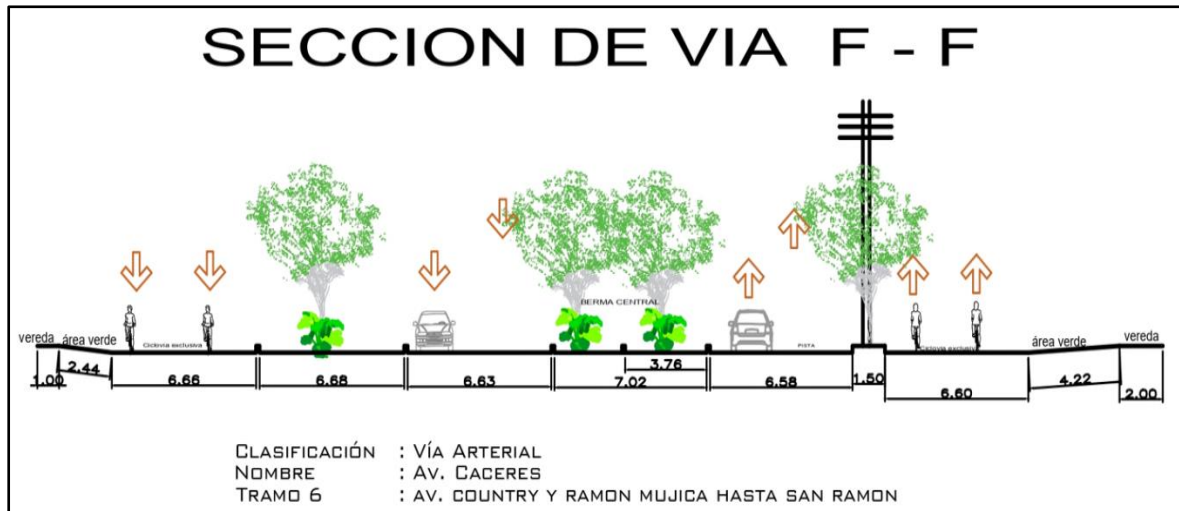 SECCION DE VIA F - F
BERMA CENTRAL
vereda área verde Ciclovia exclusiva PISTA Ciclovia exclusiva área verde vereda
1.00 2.44 6.66 6.68 6.63 7.02 3.76 6.58 1.50 6.60 4.22 2.00
CLASIFICACIÓN : VÍA ARTERIAL
NOMBRE : AV. CACERES
TRAMO 6 : AV. COUNTRY Y RAMON MUJICA HASTA SAN RAMON